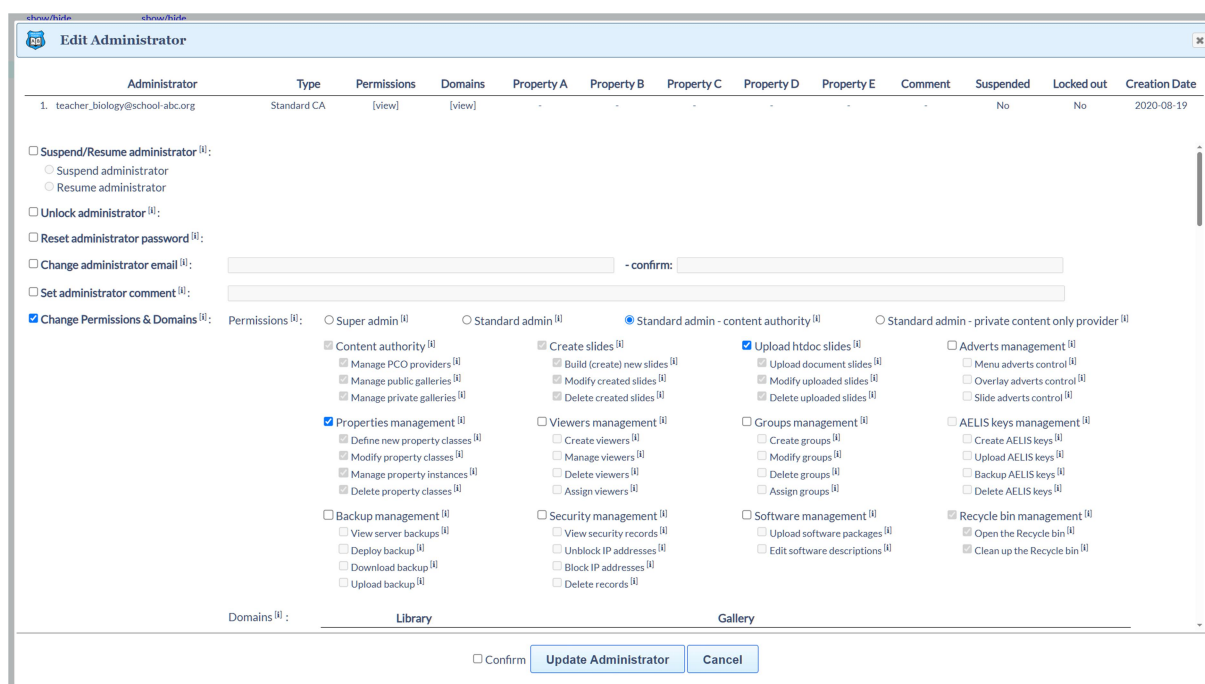 show/hide show/hide
Edit Administrator
Administrator Type Permissions Domains Property A Property B Property C Property D Property E Comment Suspended Locked out Creation Date
1. teacher_biology@school-abc.org Standard CA [view] [view] - - - - - - No No 2020-08-19
Suspend/Resume administrator [i] :
Suspend administrator
Resume administrator
Unlock administrator [i] :
Reset administrator password [i] :
Change administrator email [i] : - confirm:
Set administrator comment [i] :
Change Permissions & Domains [i] : Permissions [i] : Super admin [i] Standard admin [i] Standard admin - content authority [i] Standard admin - private content only provider [i]
Content authority [i] Create slides [i] Upload htdoc slides [i] Adverts management [i]
Manage PCO providers [i] Build (create) new slides [i] Upload document slides [i] Menu adverts control [i]
Manage public galleries [i] Modify created slides [i] Modify uploaded slides [i] Overlay adverts control [i]
Manage private galleries [i] Delete created slides [i] Delete uploaded slides [i] Slide adverts control [i]
Properties management [i] Viewers management [i] Groups management [i] AELIS keys management [i]
Define new property classes [i] Create viewers [i] Create groups [i] Create AELIS keys [i]
Modify property classes [i] Manage viewers [i] Modify groups [i] Upload AELIS keys [i]
Manage property instances [i] Delete viewers [i] Delete groups [i] Backup AELIS keys [i]
Delete property classes [i] Assign viewers [i] Assign groups [i] Delete AELIS keys [i]
Backup management [i] Security management [i] Software management [i] Recycle bin management [i]
View server backups [i] View security records [i] Upload software packages [i] Open the Recycle bin [i]
Deploy backup [i] Unblock IP addresses [i] Edit software descriptions [i] Clean up the Recycle bin [i]
Download backup [i] Block IP addresses [i]
Upload backup [i] Delete records [i]
Domains [i] : Library Gallery
Confirm Update Administrator Cancel